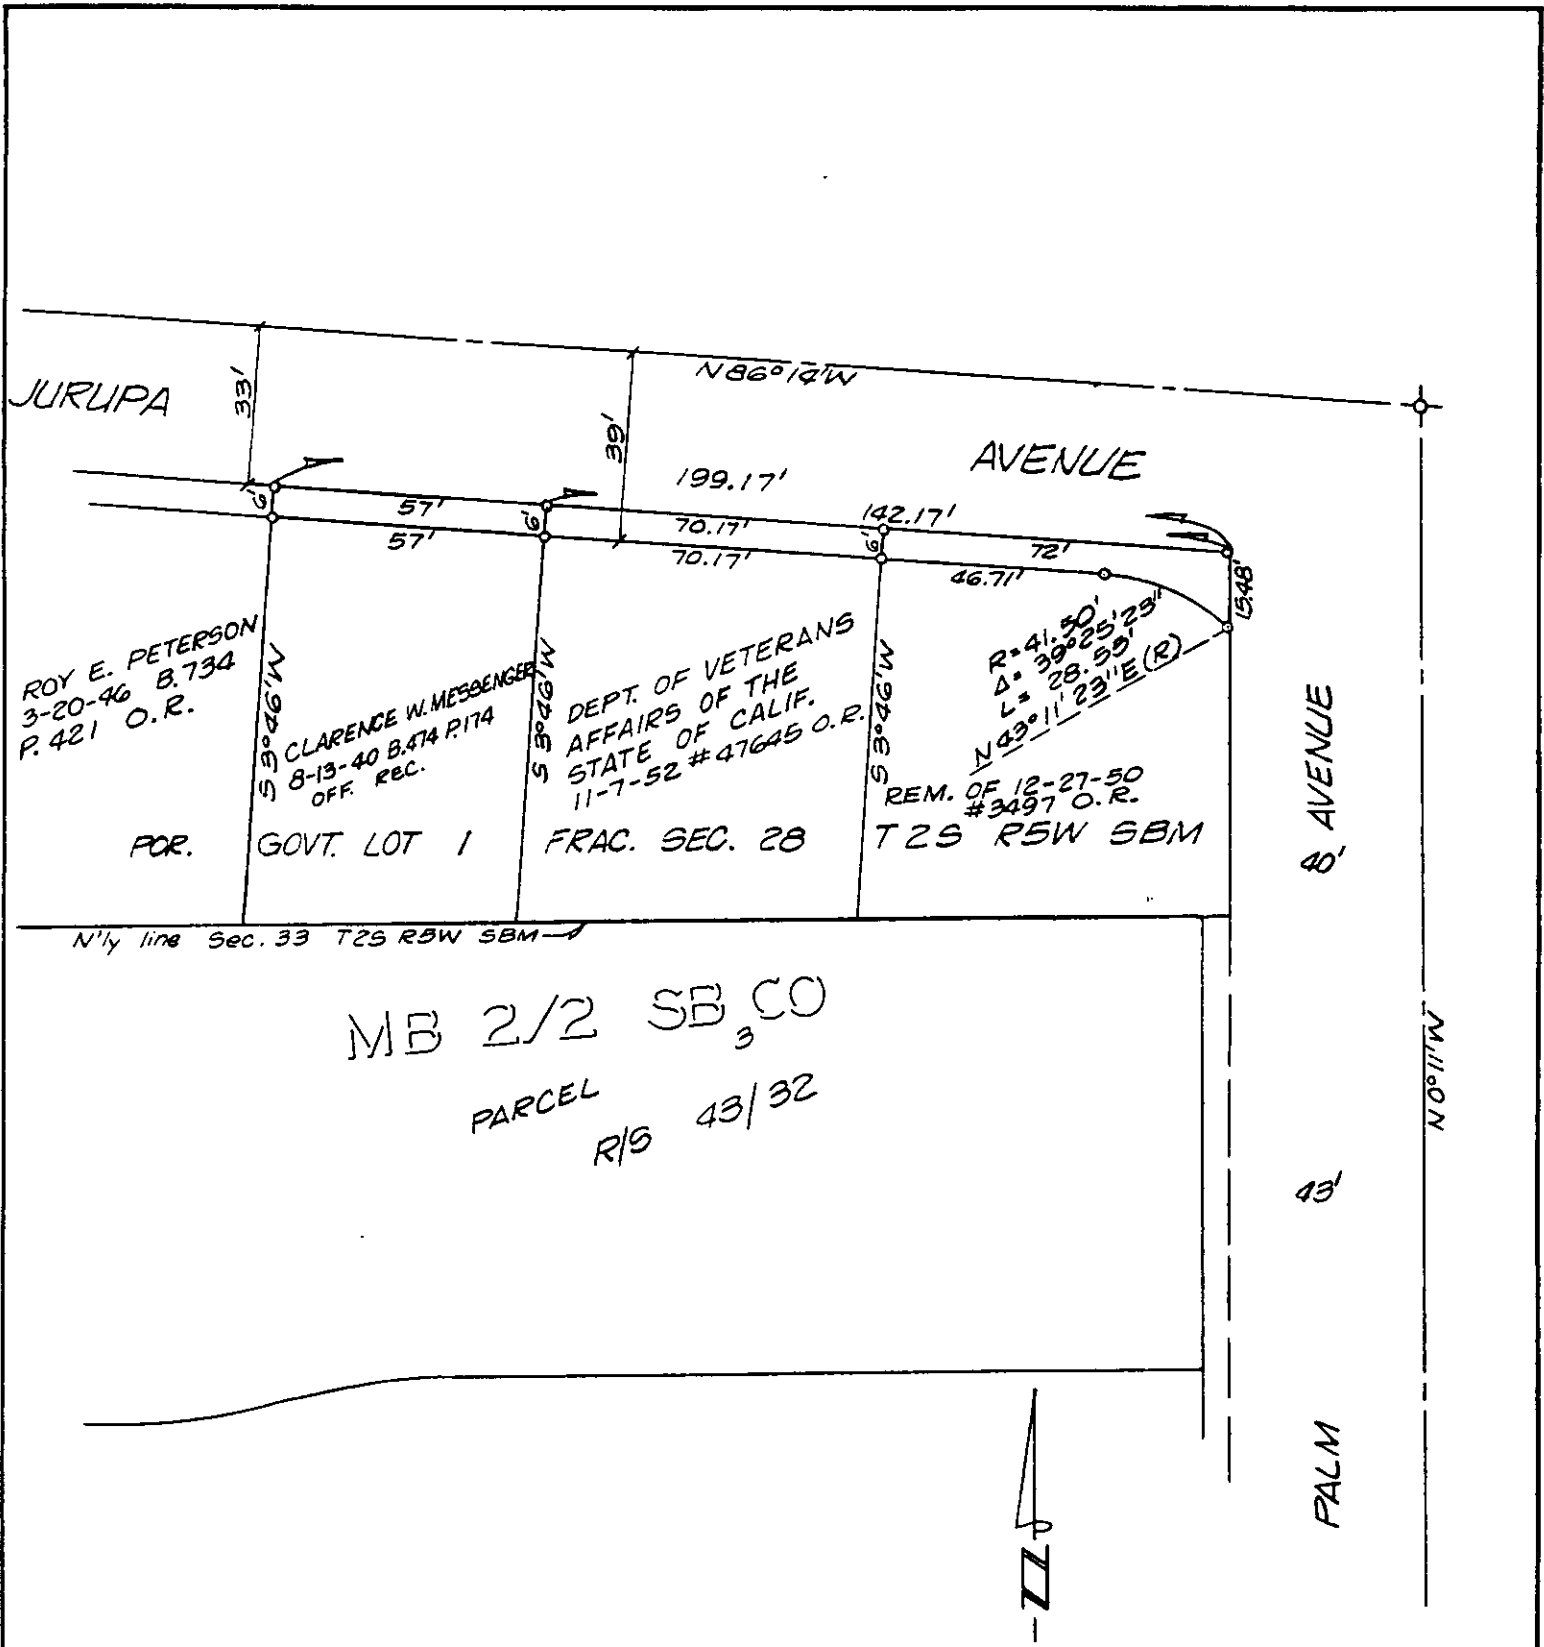 N86°14'W
JURUPA
33'
39'
AVENUE
199.17'
6'
57'
57'
6'
70.17'
70.17'
142.17'
6'
72'
46.71'
15.48'
R=41.50'
Δ= 39°25'23"
L= 28.55'
N 43°11'23"E (R)
ROY E. PETERSON
3-20-46 B.734
P. 421 O.R.
S 3°46'W
CLARENCE W. MESSENGER
8-13-40 B.474 P.174
OFF. REC.
S 3°46'W
DEPT. OF VETERANS
AFFAIRS OF THE
STATE OF CALIF.
11-7-52 # 47645 O.R.
S 3°46'W
REM. OF 12-27-50
#3497 O.R.
POR. GOVT. LOT 1 FRAC. SEC. 28 T2S R5W SBM
N'ly line Sec. 33 T2S R5W SBM
AVENUE
40'
MB 2/2 SB CO
3
PARCEL
R/S 43/32
N 0°11'W
43'
PALM